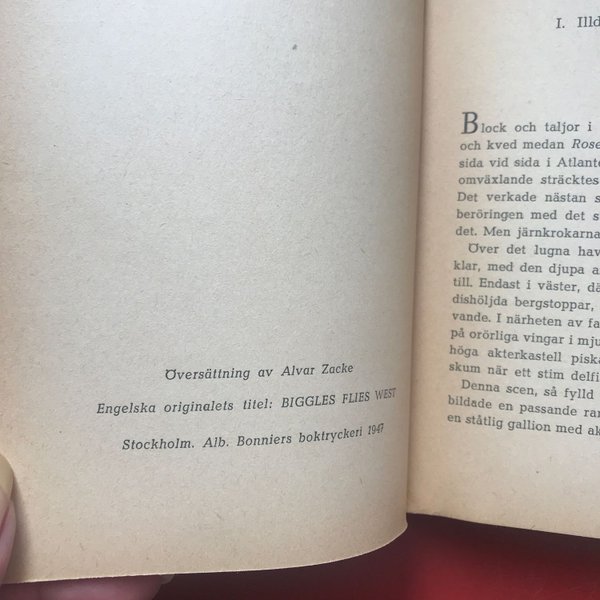 Översättning av Alvar Zacke
Engelska originalets titel: BIGGLES FLIES WEST
Stockholm. Alb. Bonniers boktryckeri 1947
I. Illd
Block och taljor i
och kved medan Rose
sida vid sida i Atlante
omväxlande sträcktes
Det verkade nästan s
beröringen med det s
det. Men järnkrokarna
Över det lugna hav
klar, med den djupa a
till. Endast i väster, dä
dishöljda bergstoppar,
vande. I närheten av fa
på orörliga vingar i mju
höga akterkastell piska
skum när ett stim delfi
Denna scen, så fylld
bildade en passande ram
en ståtlig gallion med ak